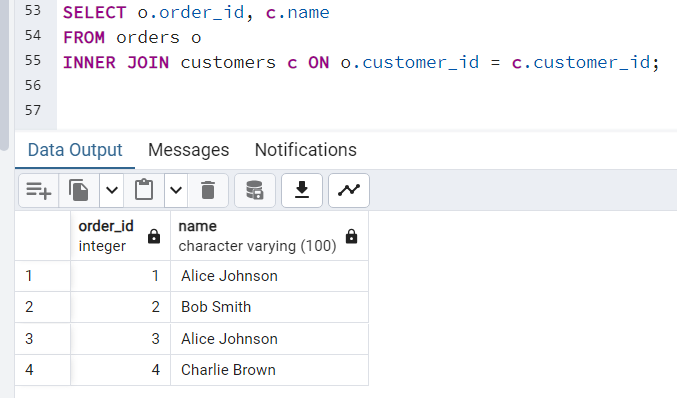 53 SELECT o.order_id, c.name
54 FROM orders o
55 INNER JOIN customers c ON o.customer_id = c.customer_id;
56
57
Data Output Messages Notifications
order_id name
integer character varying (100)
1 1 Alice Johnson
2 2 Bob Smith
3 3 Alice Johnson
4 4 Charlie Brown